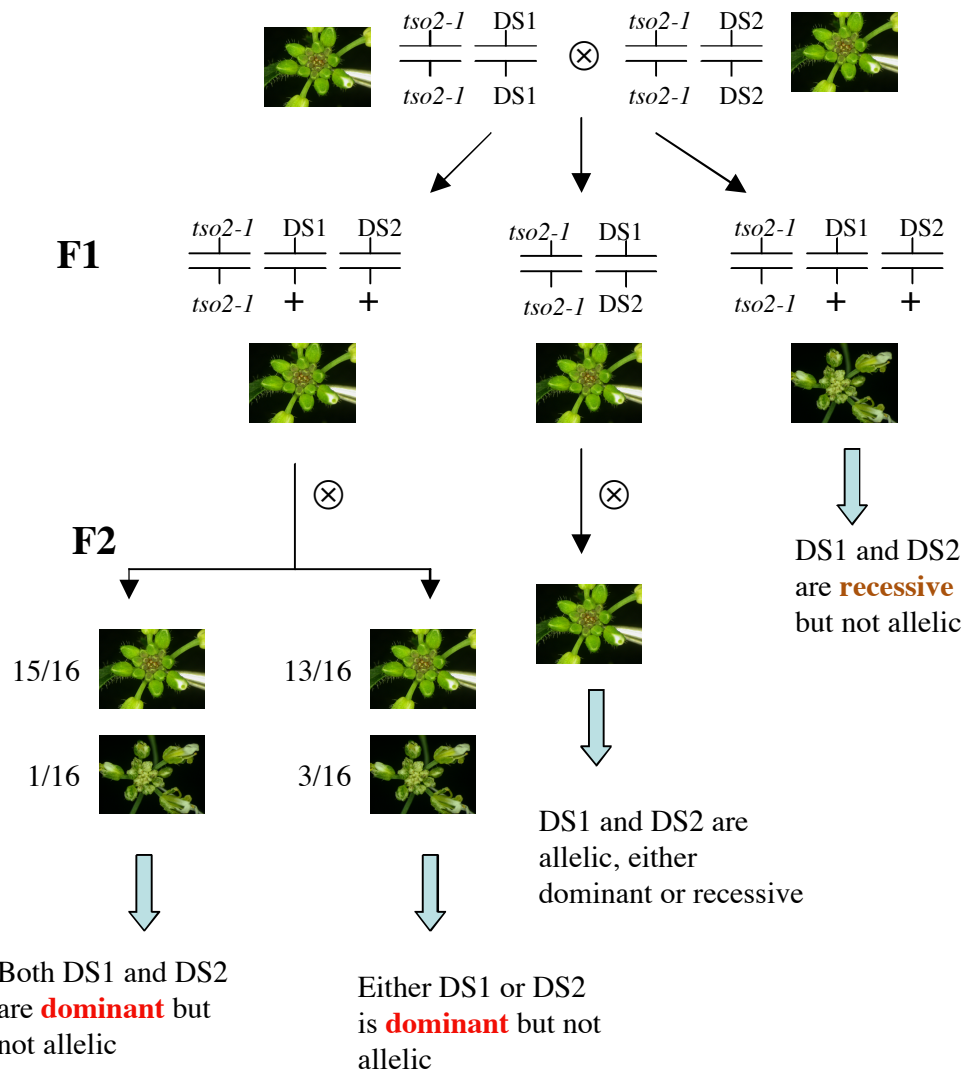 tso2-1 DS1 ⊗ tso2-1 DS2
tso2-1 DS1 tso2-1 DS2
F1
tso2-1 DS1 DS2
tso2-1 + +
tso2-1 DS1
tso2-1 DS2
tso2-1 DS1 DS2
tso2-1 + +
⊗
⊗
F2
DS1 and DS2
are recessive
but not allelic
15/16
13/16
1/16
3/16
DS1 and DS2 are
allelic, either
dominant or recessive
Both DS1 and DS2
are dominant but
not allelic
Either DS1 or DS2
is dominant but not
allelic